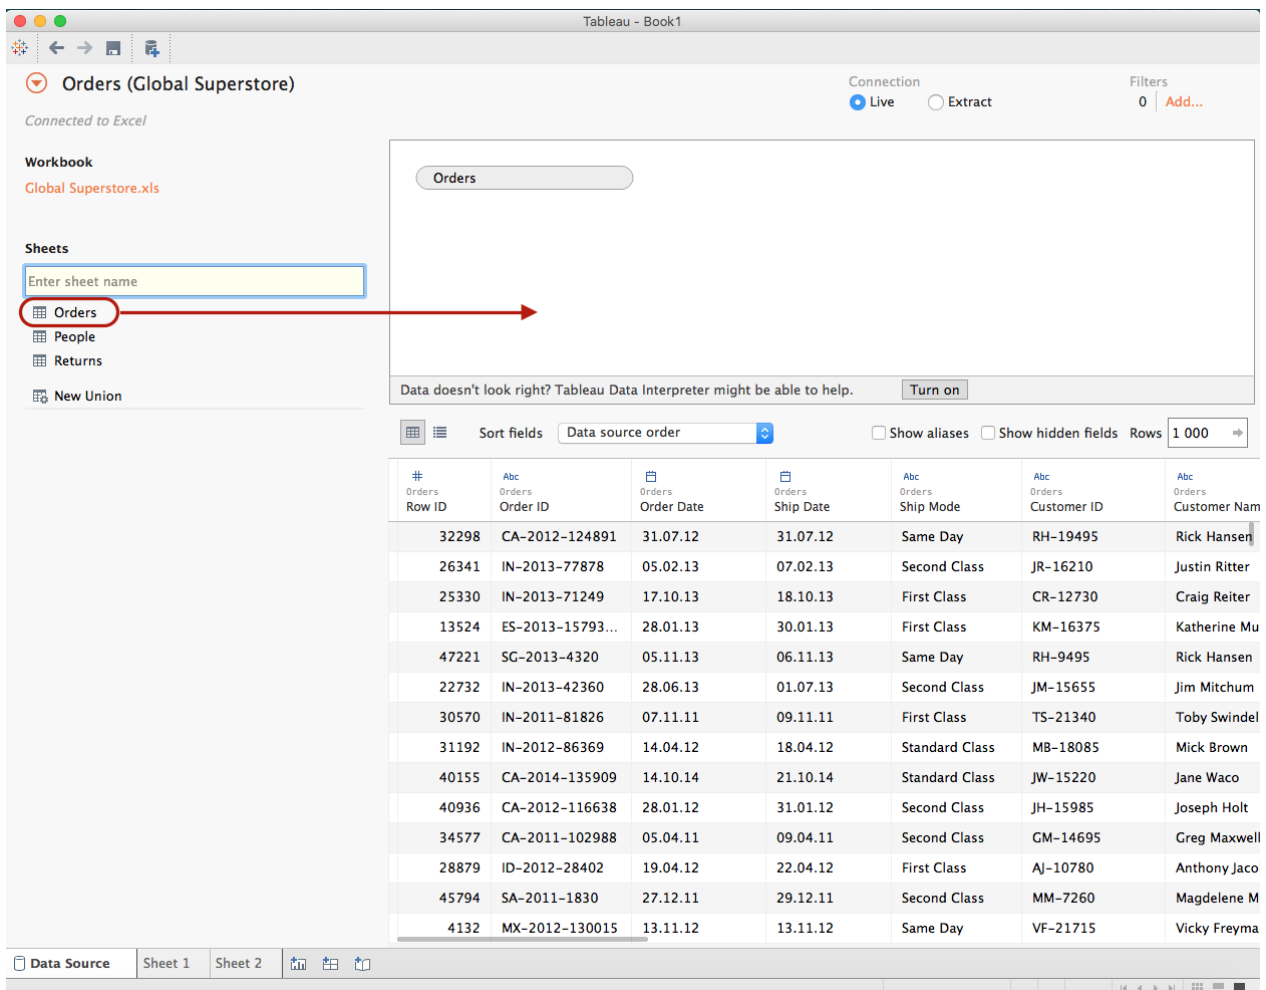 Tableau - Book1
Orders (Global Superstore)
Connection
Filters
Live Extract
0 Add...
Connected to Excel
Workbook
Global Superstore.xls
Orders
Sheets
Enter sheet name
Orders
People
Returns
New Union
Data doesn't look right? Tableau Data Interpreter might be able to help. Turn on
Sort fields Data source order Show aliases Show hidden fields Rows 1 000
# Abc Abc Abc Abc
Orders Orders Orders Orders Orders Orders Orders
Row ID Order ID Order Date Ship Date Ship Mode Customer ID Customer Nam
32298 CA-2012-124891 31.07.12 31.07.12 Same Day RH-19495 Rick Hansen
26341 IN-2013-77878 05.02.13 07.02.13 Second Class JR-16210 Justin Ritter
25330 IN-2013-71249 17.10.13 18.10.13 First Class CR-12730 Craig Reiter
13524 ES-2013-15793... 28.01.13 30.01.13 First Class KM-16375 Katherine Mu
47221 SG-2013-4320 05.11.13 06.11.13 Same Day RH-9495 Rick Hansen
22732 IN-2013-42360 28.06.13 01.07.13 Second Class JM-15655 Jim Mitchum
30570 IN-2011-81826 07.11.11 09.11.11 First Class TS-21340 Toby Swindel
31192 IN-2012-86369 14.04.12 18.04.12 Standard Class MB-18085 Mick Brown
40155 CA-2014-135909 14.10.14 21.10.14 Standard Class JW-15220 Jane Waco
40936 CA-2012-116638 28.01.12 31.01.12 Second Class JH-15985 Joseph Holt
34577 CA-2011-102988 05.04.11 09.04.11 Second Class GM-14695 Greg Maxwell
28879 ID-2012-28402 19.04.12 22.04.12 First Class AJ-10780 Anthony Jaco
45794 SA-2011-1830 27.12.11 29.12.11 Second Class MM-7260 Magdelene M
4132 MX-2012-130015 13.11.12 13.11.12 Same Day VF-21715 Vicky Freyma
Data Source Sheet 1 Sheet 2